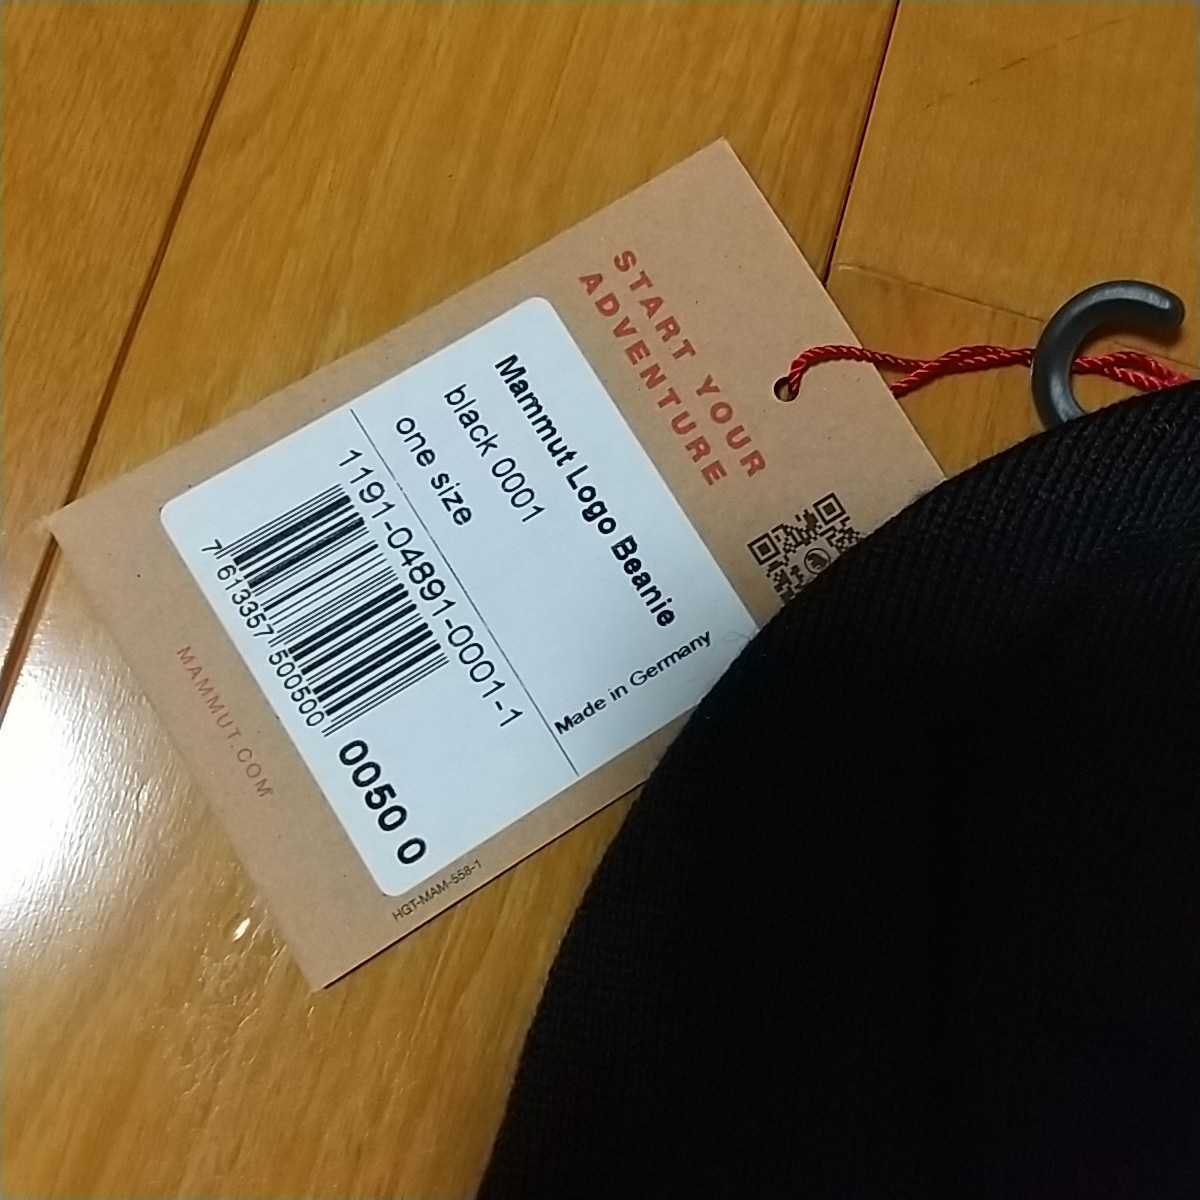 START YOUR
ADVENTURE
Mammut Logo Beanie
black 0001
one size
Made in Germany
1191-04891-0001-1
7 613357 500500
0050 0
MAMMUT.COM
HGT-MAM-558-1